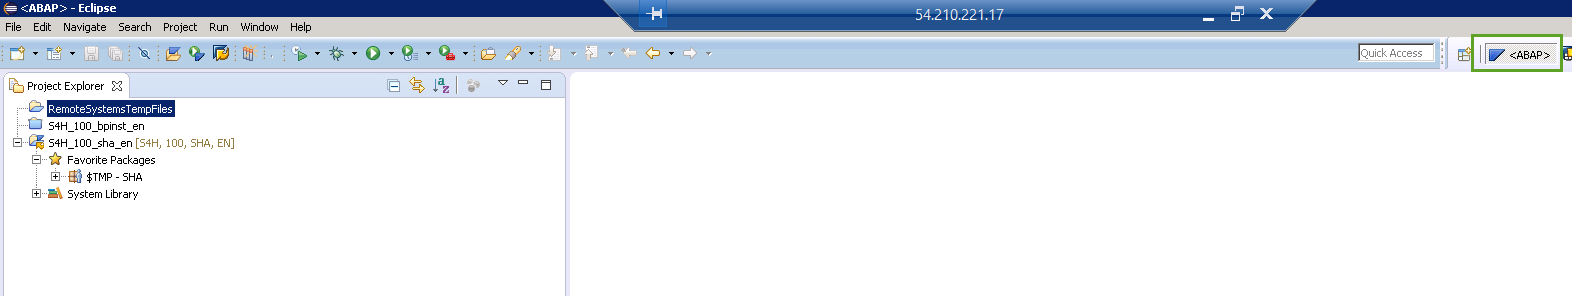 <ABAP> - Eclipse
54.210.221.17
File Edit Navigate Search Project Run Window Help
Quick Access
<ABAP>
Project Explorer
RemoteSystemsTempFiles
S4H_100_bpinst_en
S4H_100_sha_en [S4H, 100, SHA, EN]
Favorite Packages
$TMP - SHA
System Library